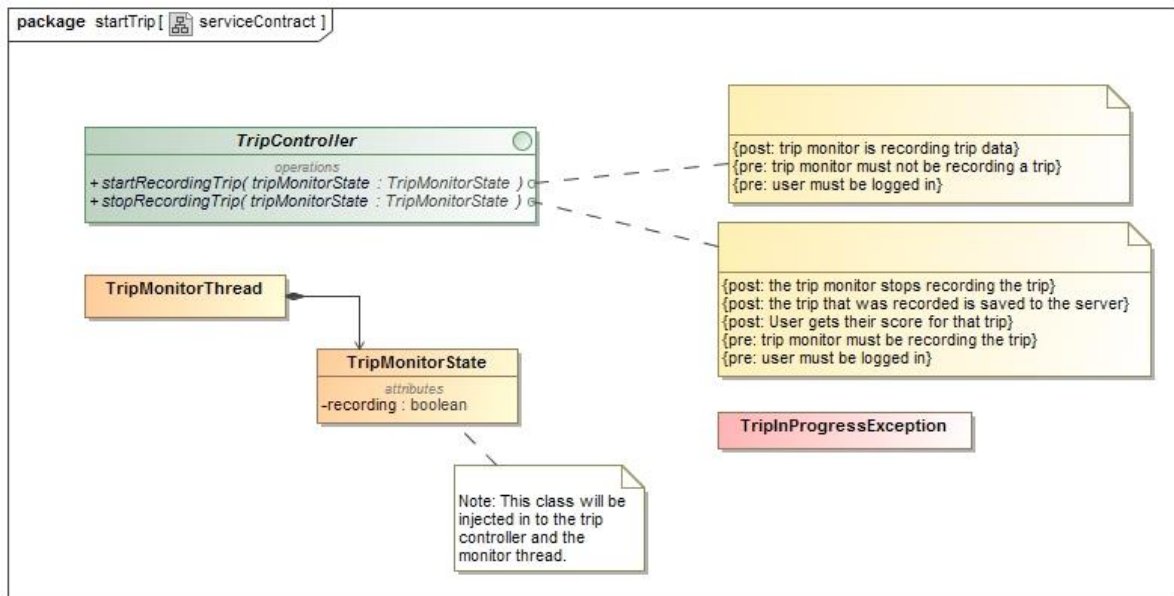 package startTrip [ serviceContract ]
TripController
operations
+ startRecordingTrip( tripMonitorState : TripMonitorState )
+ stopRecordingTrip( tripMonitorState : TripMonitorState )
{post: trip monitor is recording trip data}
{pre: trip monitor must not be recording a trip}
{pre: user must be logged in}
{post: the trip monitor stops recording the trip}
{post: the trip that was recorded is saved to the server}
{post: User gets their score for that trip}
{pre: trip monitor must be recording the trip}
{pre: user must be logged in}
TripMonitorThread
TripMonitorState
attributes
-recording : boolean
TripInProgressException
Note: This class will be
injected in to the trip
controller and the
monitor thread.